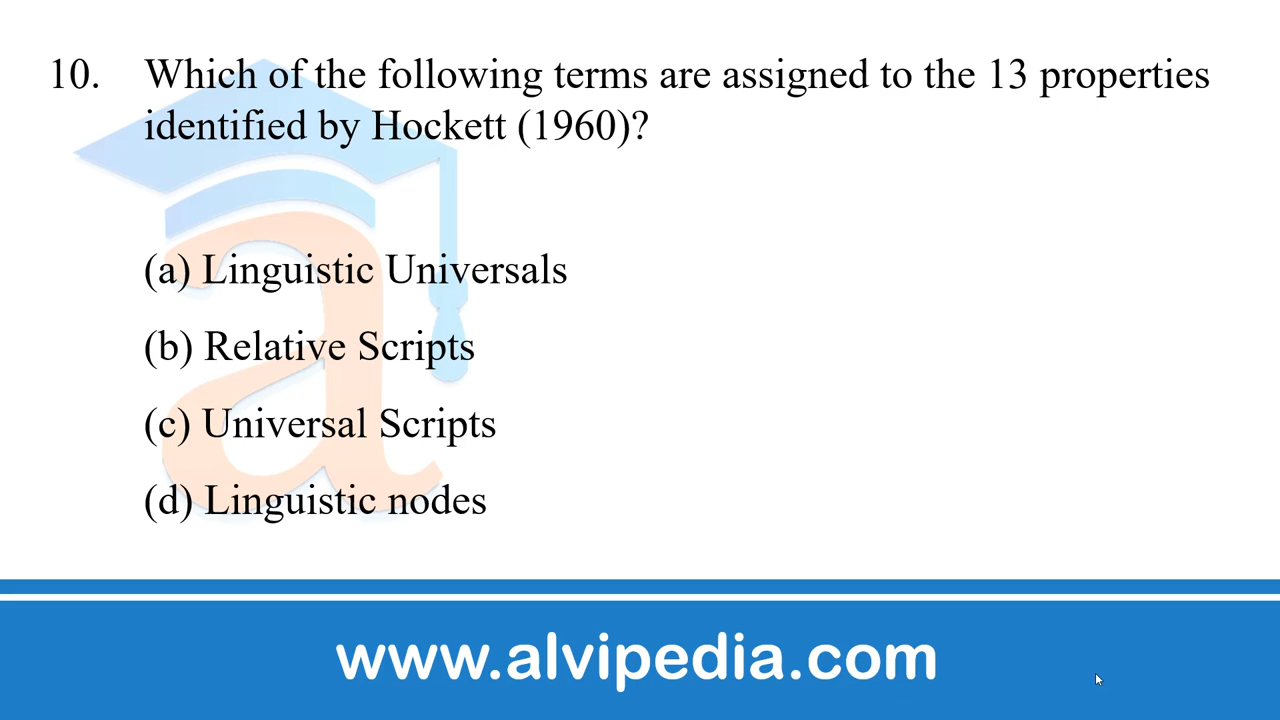 10. Which of the following terms are assigned to the 13 properties
identified by Hockett (1960)?
(a) Linguistic Universals
(b) Relative Scripts
(c) Universal Scripts
(d) Linguistic nodes
www.alvipedia.com